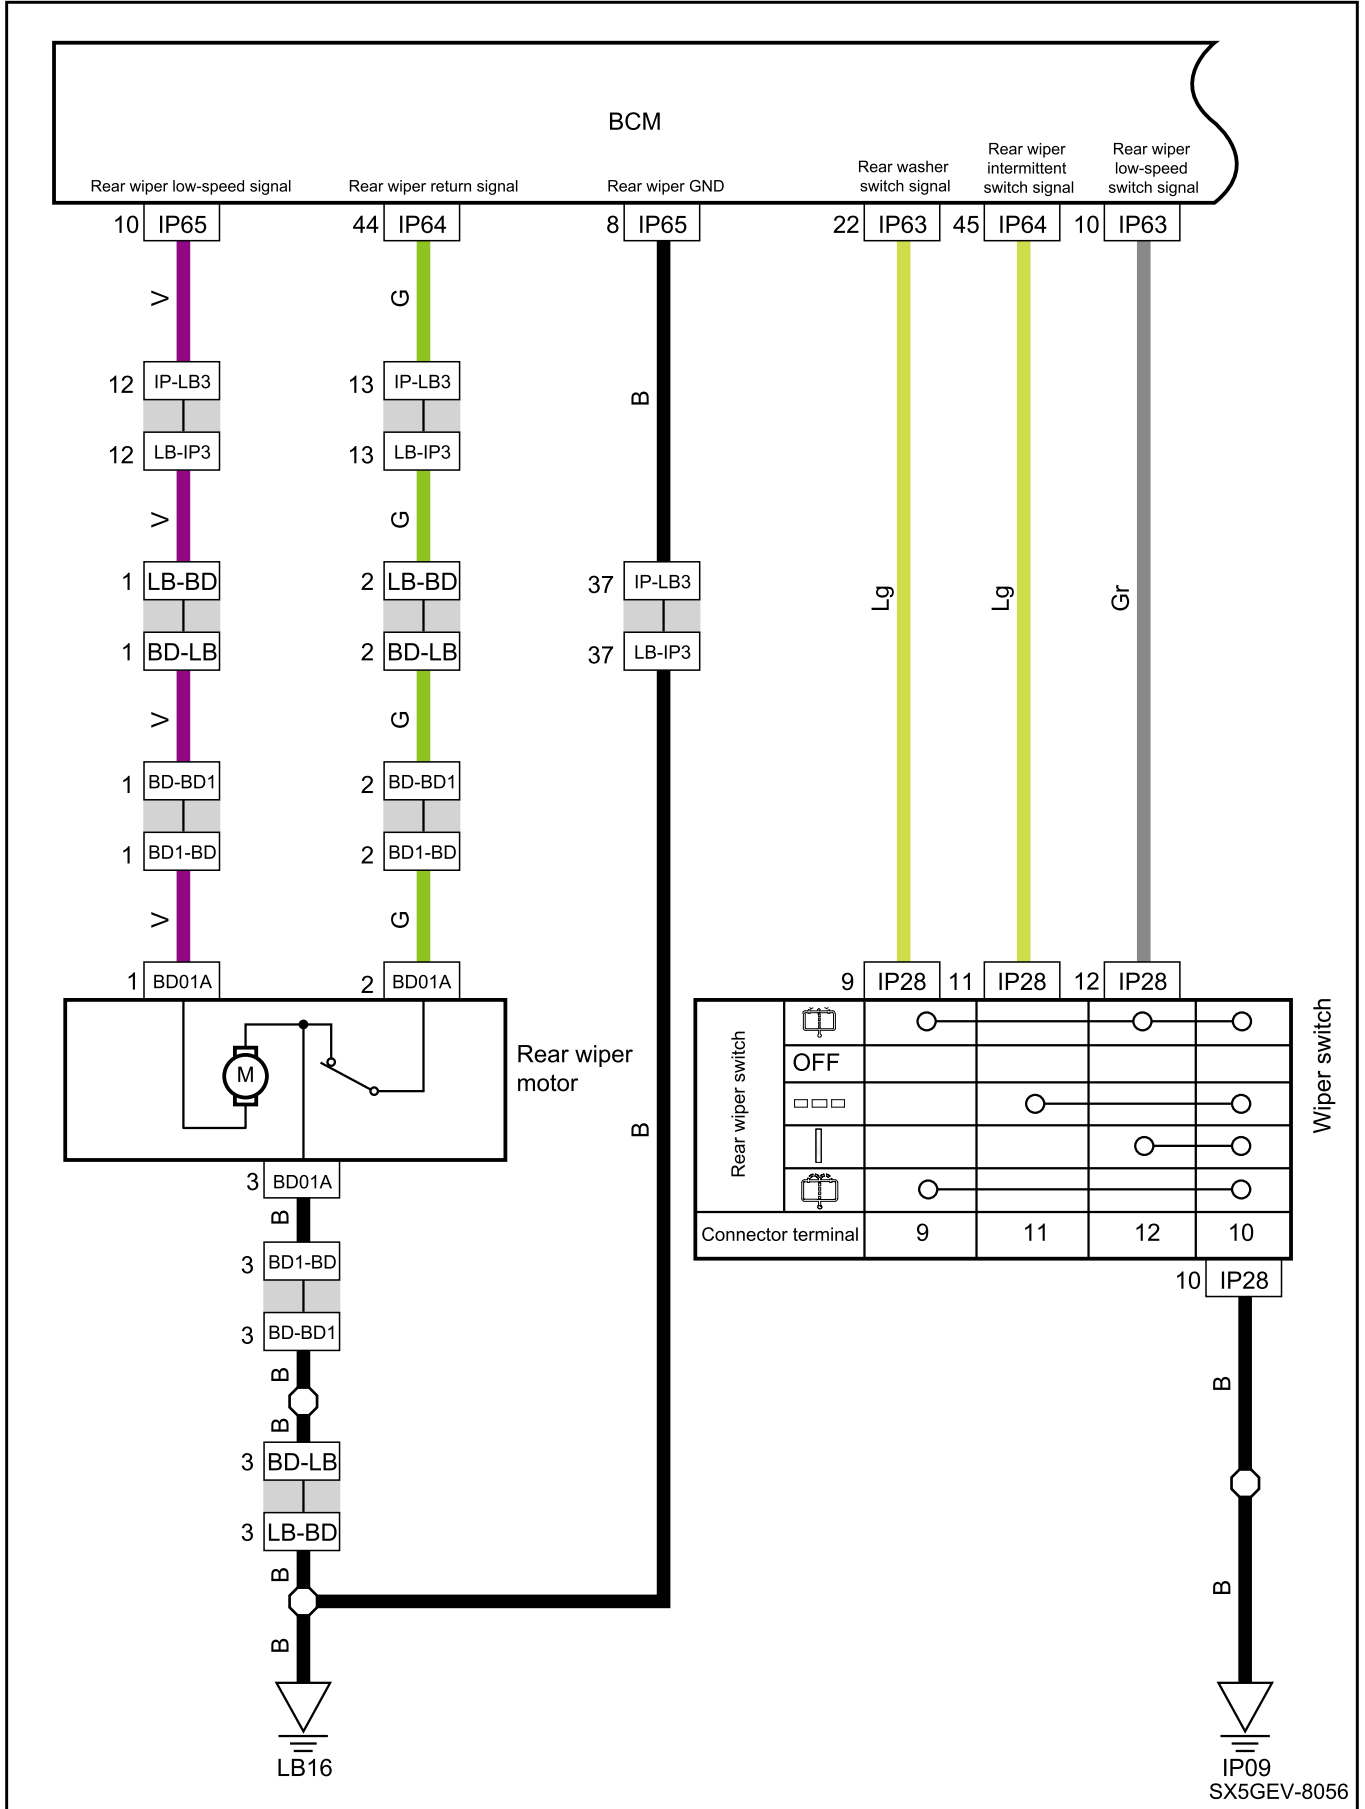 BCM
Rear wiper low-speed signal
Rear wiper return signal
Rear wiper GND
Rear washer
switch signal
Rear wiper
intermittent
switch signal
Rear wiper
low-speed
switch signal
10 IP65
44 IP64
8 IP65
22 IP63
45 IP64
10 IP63
V
G
12 IP-LB3
13 IP-LB3
B
12 LB-IP3
13 LB-IP3
V
G
1 LB-BD
2 LB-BD
37 IP-LB3
Lg
Lg
Gr
1 BD-LB
2 BD-LB
37 LB-IP3
V
G
1 BD-BD1
2 BD-BD1
1 BD1-BD
2 BD1-BD
V
G
1 BD01A
2 BD01A
9 IP28
11 IP28
12 IP28
M
Rear wiper
motor
B
Rear wiper switch
OFF
Wiper switch
Connector terminal 9 11 12 10
3 BD01A
B
3 BD1-BD
10 IP28
3 BD-BD1
B
B
B
3 BD-LB
3 LB-BD
B
B
B
LB16
IP09
SX5GEV-8056